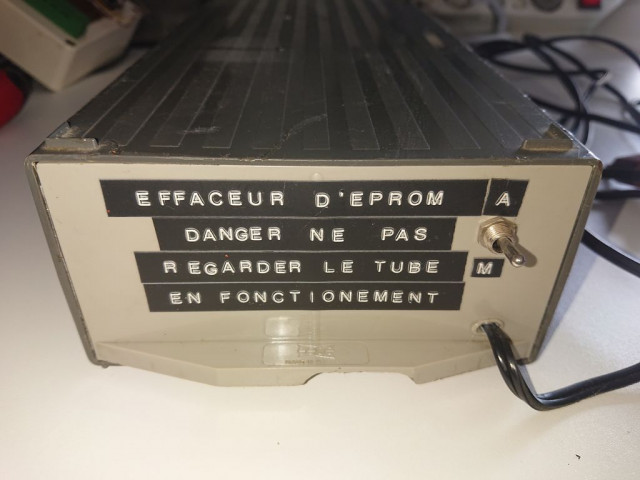 EFFACEUR D'EPROM A
DANGER NE PAS
REGARDER LE TUBE M
EN FONCTIONEMENT